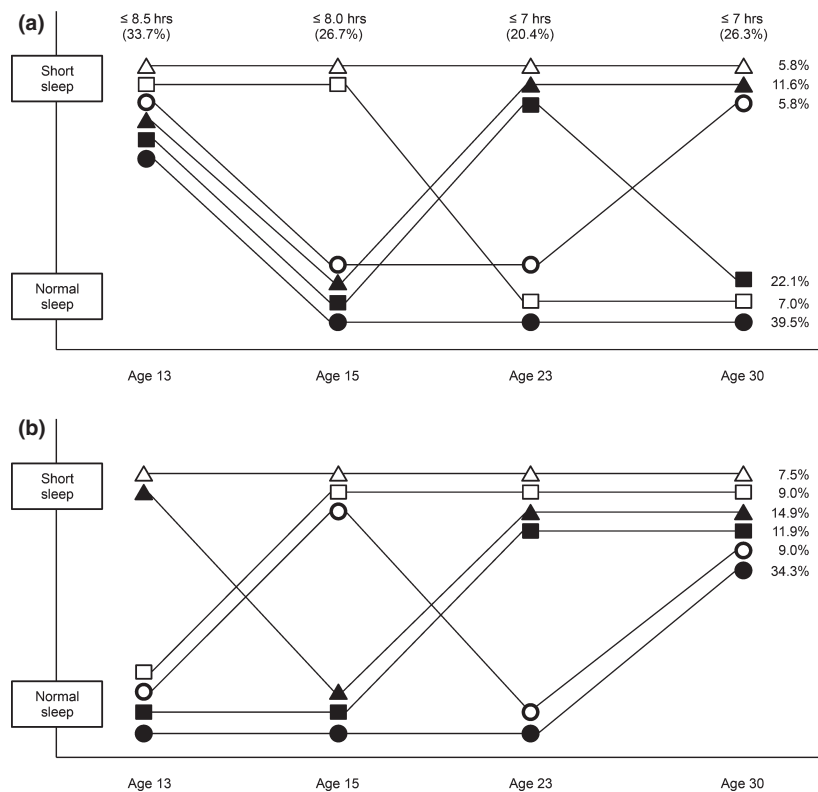 (a)
≤ 8.5 hrs ≤ 8.0 hrs ≤ 7 hrs ≤ 7 hrs
(33.7%) (26.7%) (20.4%) (26.3%)
Short
sleep
5.8%
11.6%
5.8%
Normal
sleep
22.1%
7.0%
39.5%
Age 13 Age 15 Age 23 Age 30
(b)
Short
sleep
7.5%
9.0%
14.9%
11.9%
9.0%
34.3%
Normal
sleep
Age 13 Age 15 Age 23 Age 30